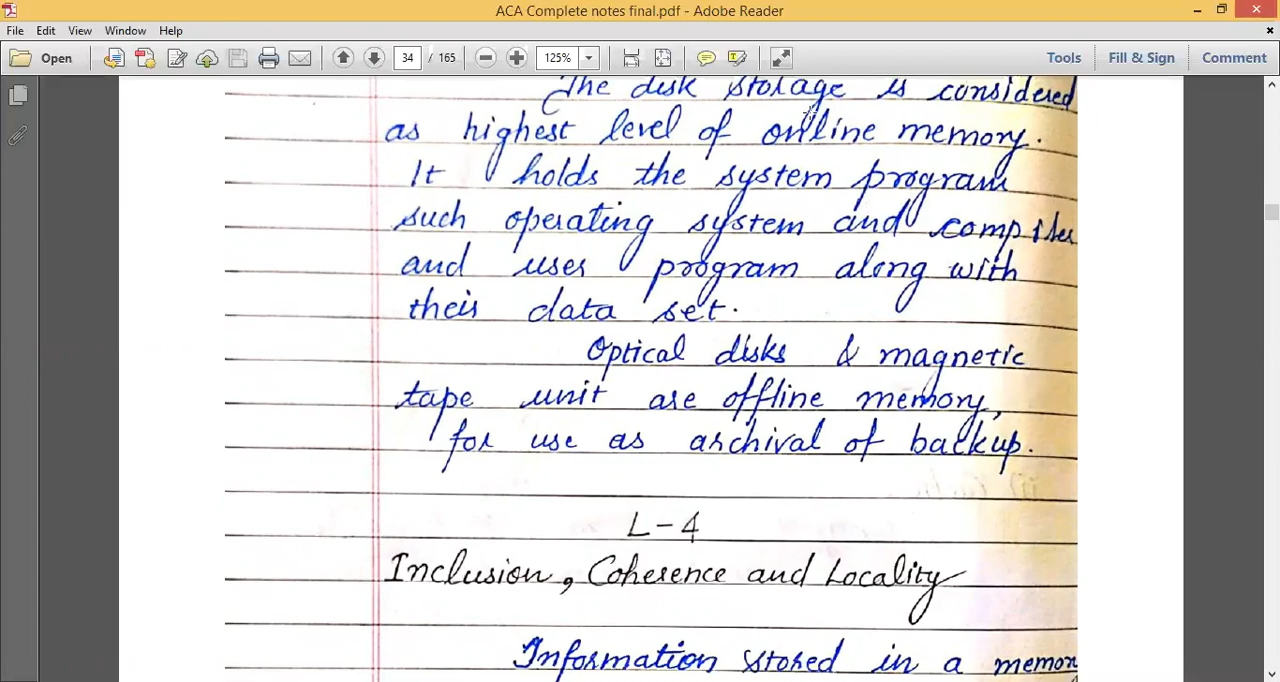 ACA Complete notes final.pdf - Adobe Reader
File Edit View Window Help
Open 34 / 165 125% Tools Fill & Sign Comment
The disk storage is considered
as highest level of online memory.
It holds the system program
such operating system and compiler
and uses program along with
their data set.
Optical disks & magnetic
tape unit are offline memory,
for use as archival of backup.
L-4
Inclusion, Coherence and Locality
Information stored in a memor